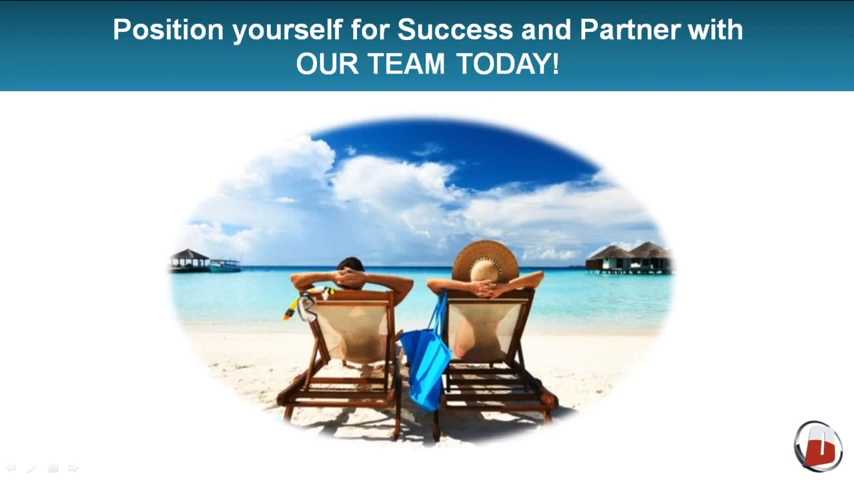 Position yourself for Success and Partner with
OUR TEAM TODAY!